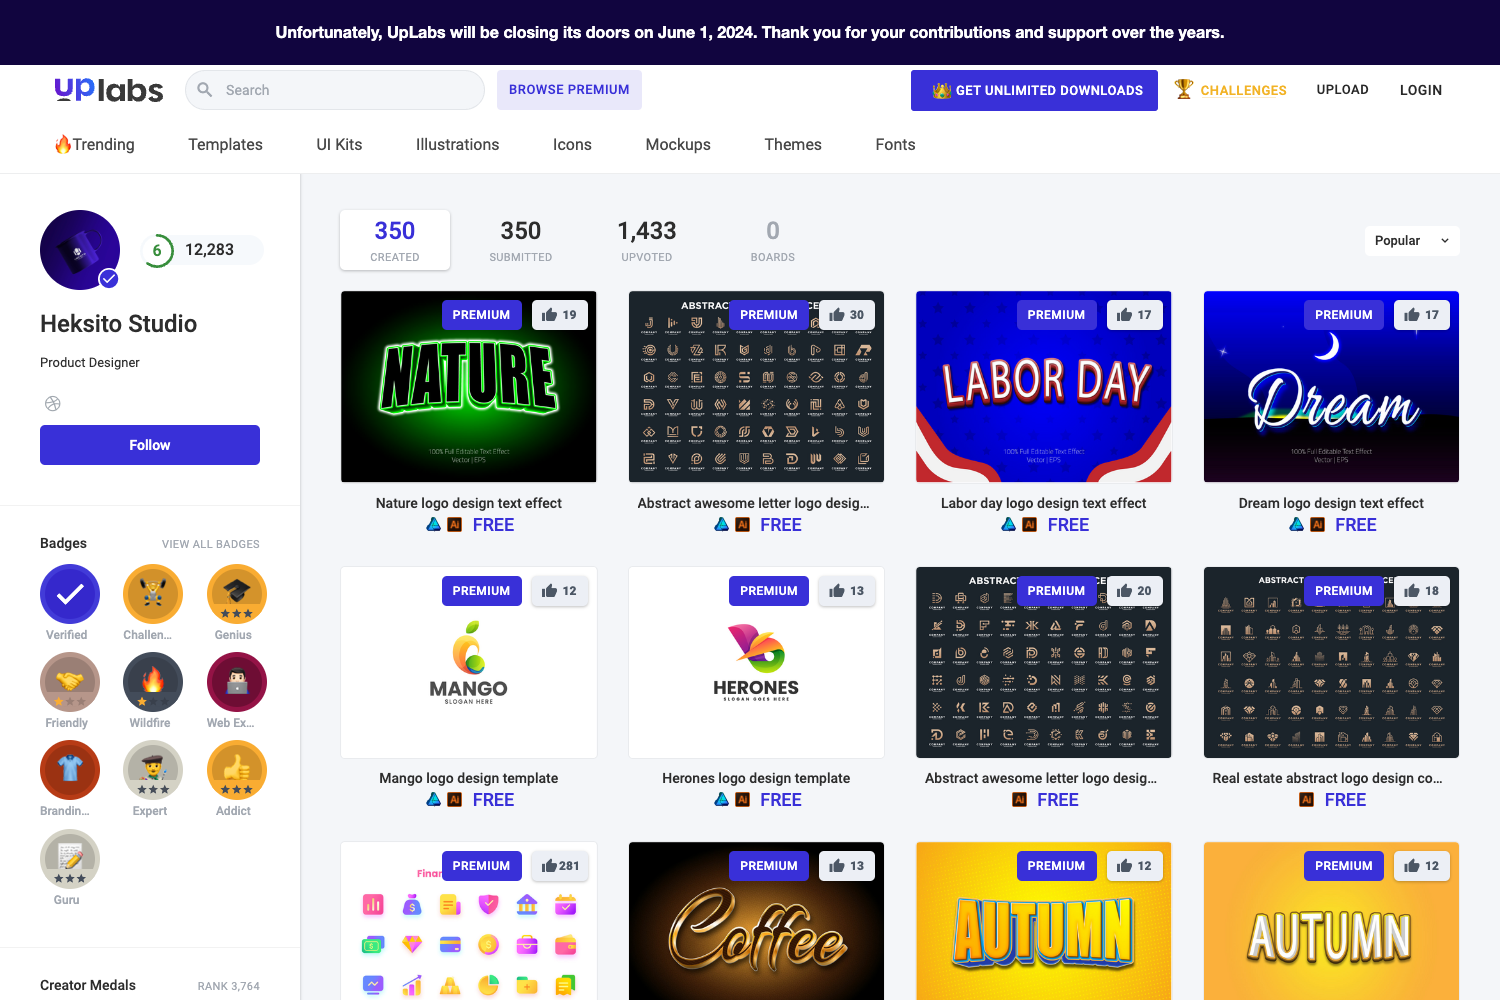 Unfortunately, UpLabs will be closing its doors on June 1, 2024. Thank you for your contributions and support over the years.
uplabs
Search
BROWSE PREMIUM
GET UNLIMITED DOWNLOADS
CHALLENGES
UPLOAD
LOGIN
Trending
Templates
UI Kits
Illustrations
Icons
Mockups
Themes
Fonts
6
12,283
Heksito Studio
Product Designer
Follow
Badges
VIEW ALL BADGES
Verified
Challen...
Genius
Friendly
Wildfire
Web Ex...
Brandin...
Expert
Addict
Guru
Creator Medals
RANK 3,764
350
CREATED
350
SUBMITTED
1,433
UPVOTED
0
BOARDS
Popular
PREMIUM
19
NATURE
100% Full Editable Text Effect
Vector | EPS
Nature logo design text effect
Ai
FREE
PREMIUM
30
Abstract awesome letter logo desig...
Ai
FREE
PREMIUM
17
LABOR DAY
100% Full Editable Text Effect
Vector | EPS
Labor day logo design text effect
Ai
FREE
PREMIUM
17
Dream
100% Full Editable Text Effect
Vector | EPS
Dream logo design text effect
Ai
FREE
PREMIUM
12
MANGO
SLOGAN HERE
Mango logo design template
Ai
FREE
PREMIUM
13
HERONES
SLOGAN GOES HERE
Herones logo design template
Ai
FREE
PREMIUM
20
Abstract awesome letter logo desig...
Ai
FREE
PREMIUM
18
Real estate abstract logo design co...
Ai
FREE
PREMIUM
281
PREMIUM
13
Coffee
PREMIUM
12
AUTUMN
PREMIUM
12
AUTUMN